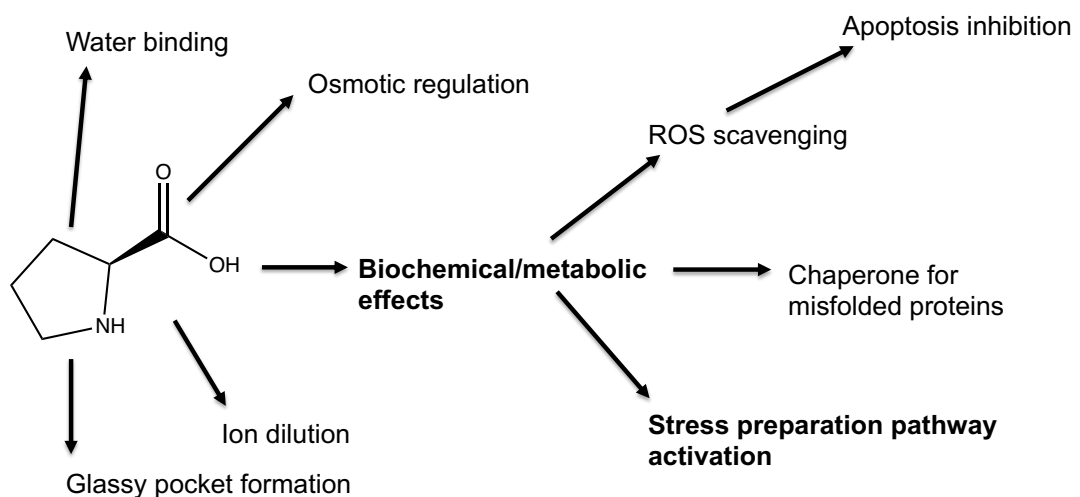 Apoptosis inhibition
Water binding
Osmotic regulation
ROS scavenging
O
OH
Biochemical/metabolic
effects
Chaperone for
misfolded proteins
NH
Ion dilution
Stress preparation pathway
activation
Glassy pocket formation